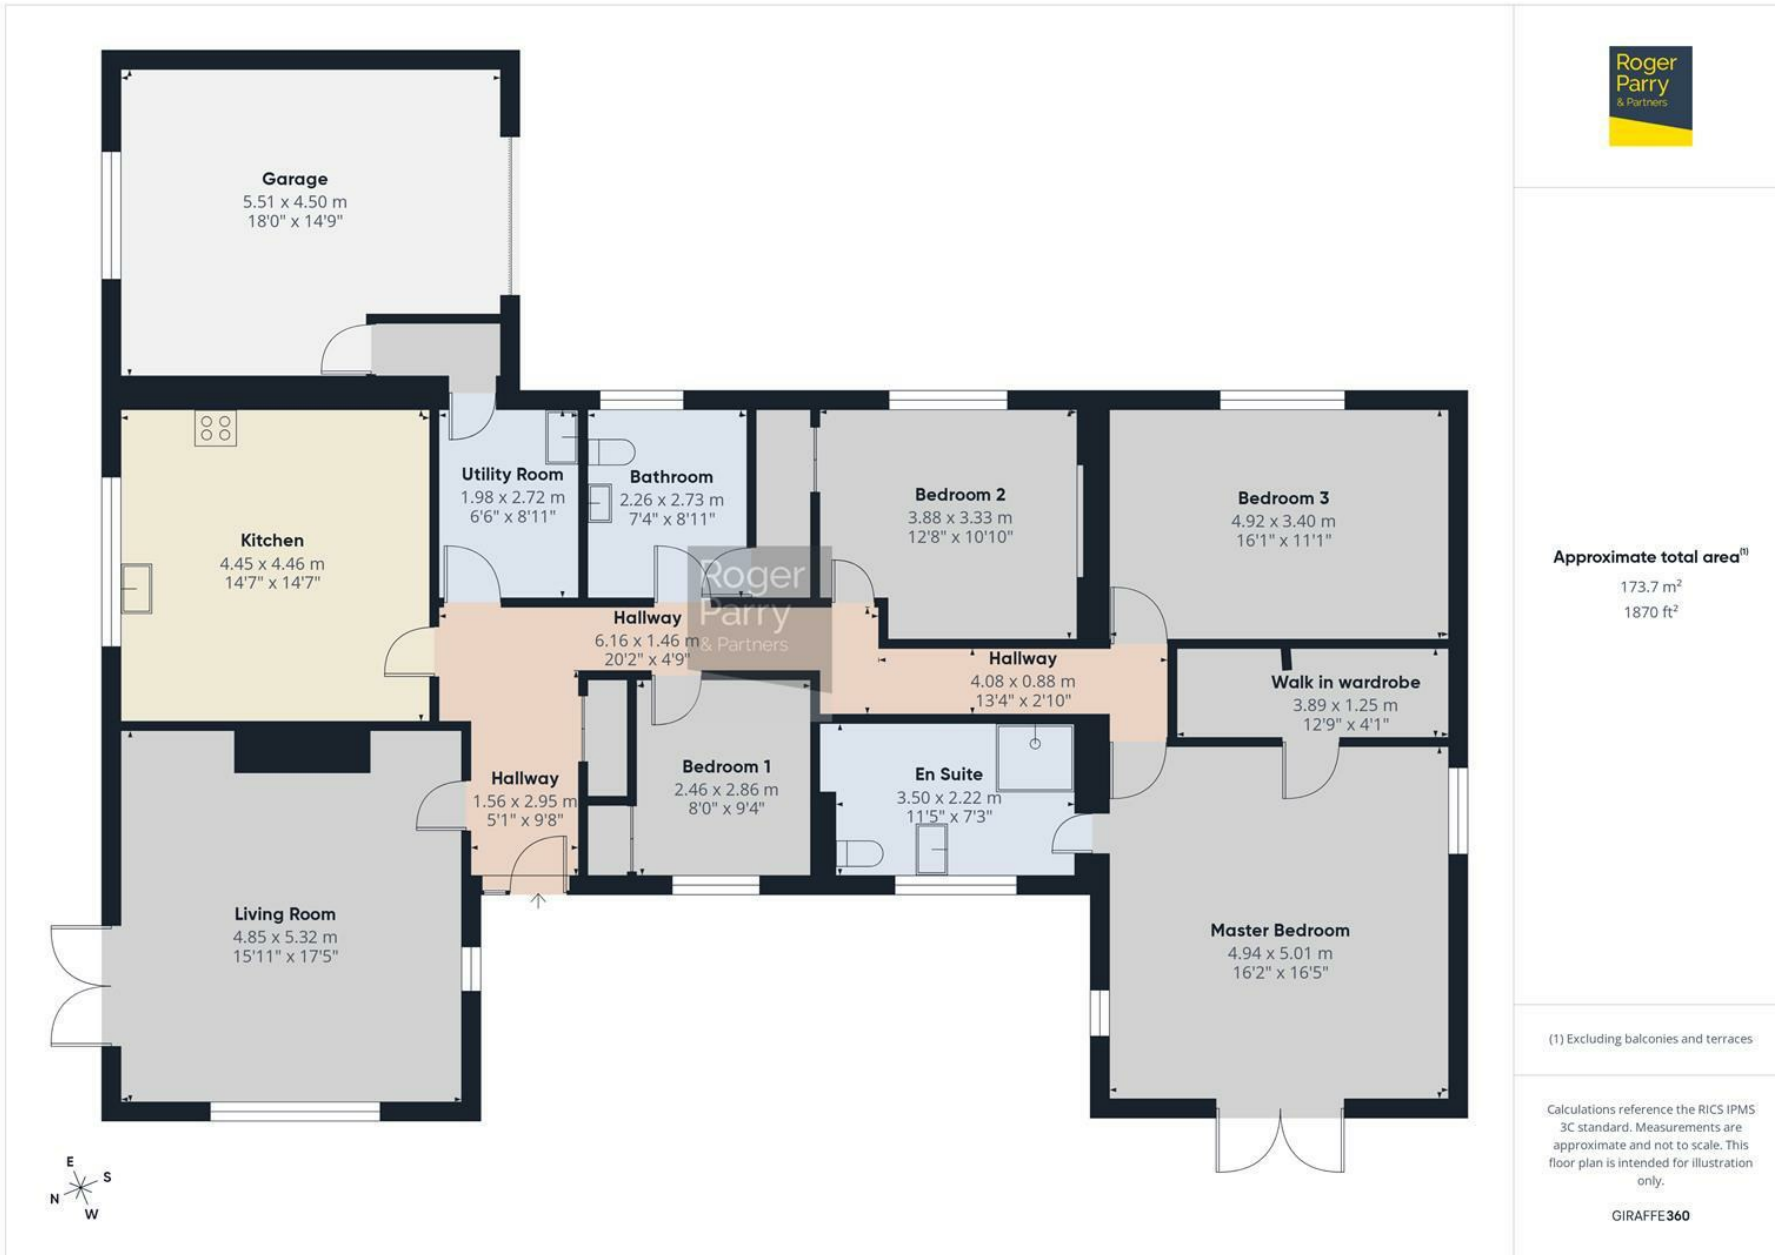 Garage
5.51 x 4.50 m
18'0" x 14'9"
Kitchen
4.45 x 4.46 m
14'7" x 14'7"
Utility Room
1.98 x 2.72 m
6'6" x 8'11"
Bathroom
2.26 x 2.73 m
7'4" x 8'11"
Bedroom 2
3.88 x 3.33 m
12'8" x 10'10"
Bedroom 3
4.92 x 3.40 m
16'1" x 11'1"
Roger
Parry
& Partners
Hallway
6.16 x 1.46 m
20'2" x 4'9"
Hallway
4.08 x 0.88 m
13'4" x 2'10"
Walk in wardrobe
3.89 x 1.25 m
12'9" x 4'1"
Hallway
1.56 x 2.95 m
5'1" x 9'8"
Bedroom 1
2.46 x 2.86 m
8'0" x 9'4"
En Suite
3.50 x 2.22 m
11'5" x 7'3"
Living Room
4.85 x 5.32 m
15'11" x 17'5"
Master Bedroom
4.94 x 5.01 m
16'2" x 16'5"
E
S
N
W
Roger
Parry
& Partners
Approximate total area(1)
173.7 m²
1870 ft²
(1) Excluding balconies and terraces
Calculations reference the RICS IPMS
3C standard. Measurements are
approximate and not to scale. This
floor plan is intended for illustration
only.
GIRAFFE360